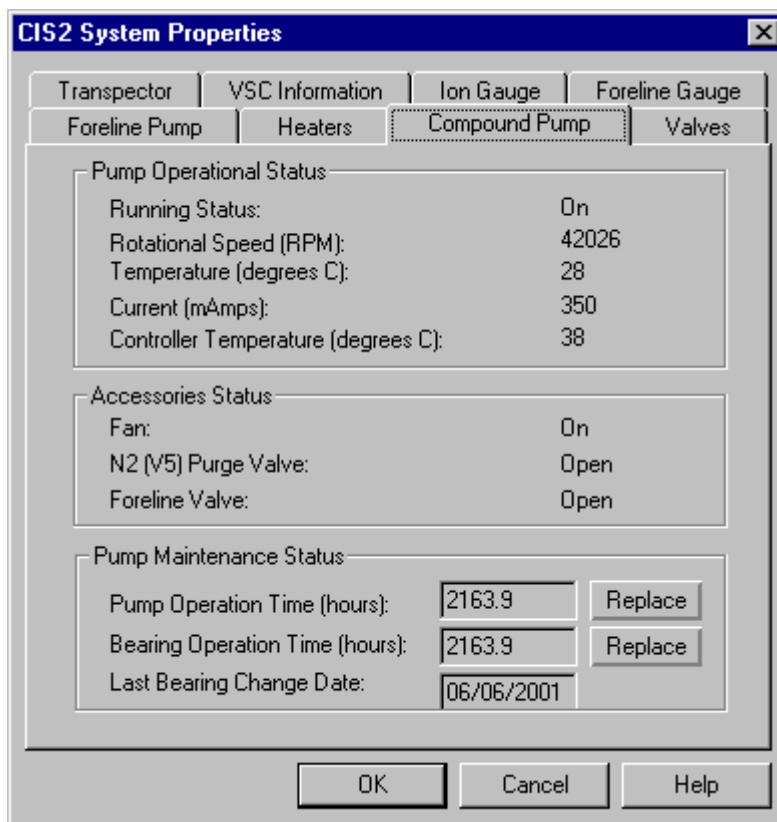 CIS2 System Properties
Transpector VSC Information Ion Gauge Foreline Gauge
Foreline Pump Heaters Compound Pump Valves
Pump Operational Status
Running Status: On
Rotational Speed (RPM): 42026
Temperature (degrees C): 28
Current (mAmps): 350
Controller Temperature (degrees C): 38
Accessories Status
Fan: On
N2 (V5) Purge Valve: Open
Foreline Valve: Open
Pump Maintenance Status
Pump Operation Time (hours): 2163.9 Replace
Bearing Operation Time (hours): 2163.9 Replace
Last Bearing Change Date: 06/06/2001
OK Cancel Help